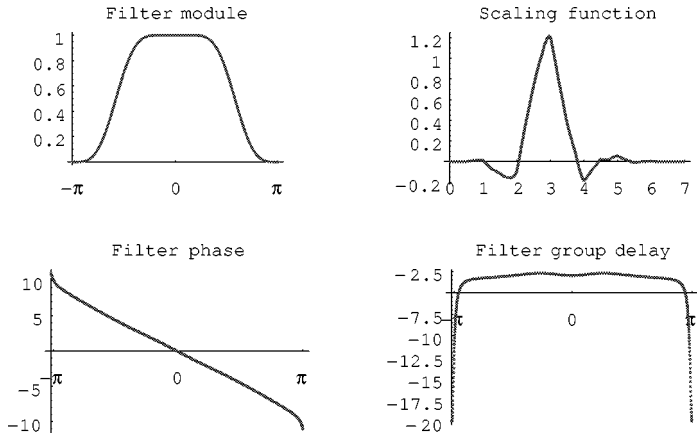 Filter module
1
0.8
0.6
0.4
0.2
−π 0 π
Scaling function
1.2
1
0.8
0.6
0.4
0.2
−0.2
0 1 2 3 4 5 6 7
Filter phase
10
5
−5
−10
−π 0 π
Filter group delay
−2.5
−7.5
−10
−12.5
−15
−17.5
−20
−π 0 π